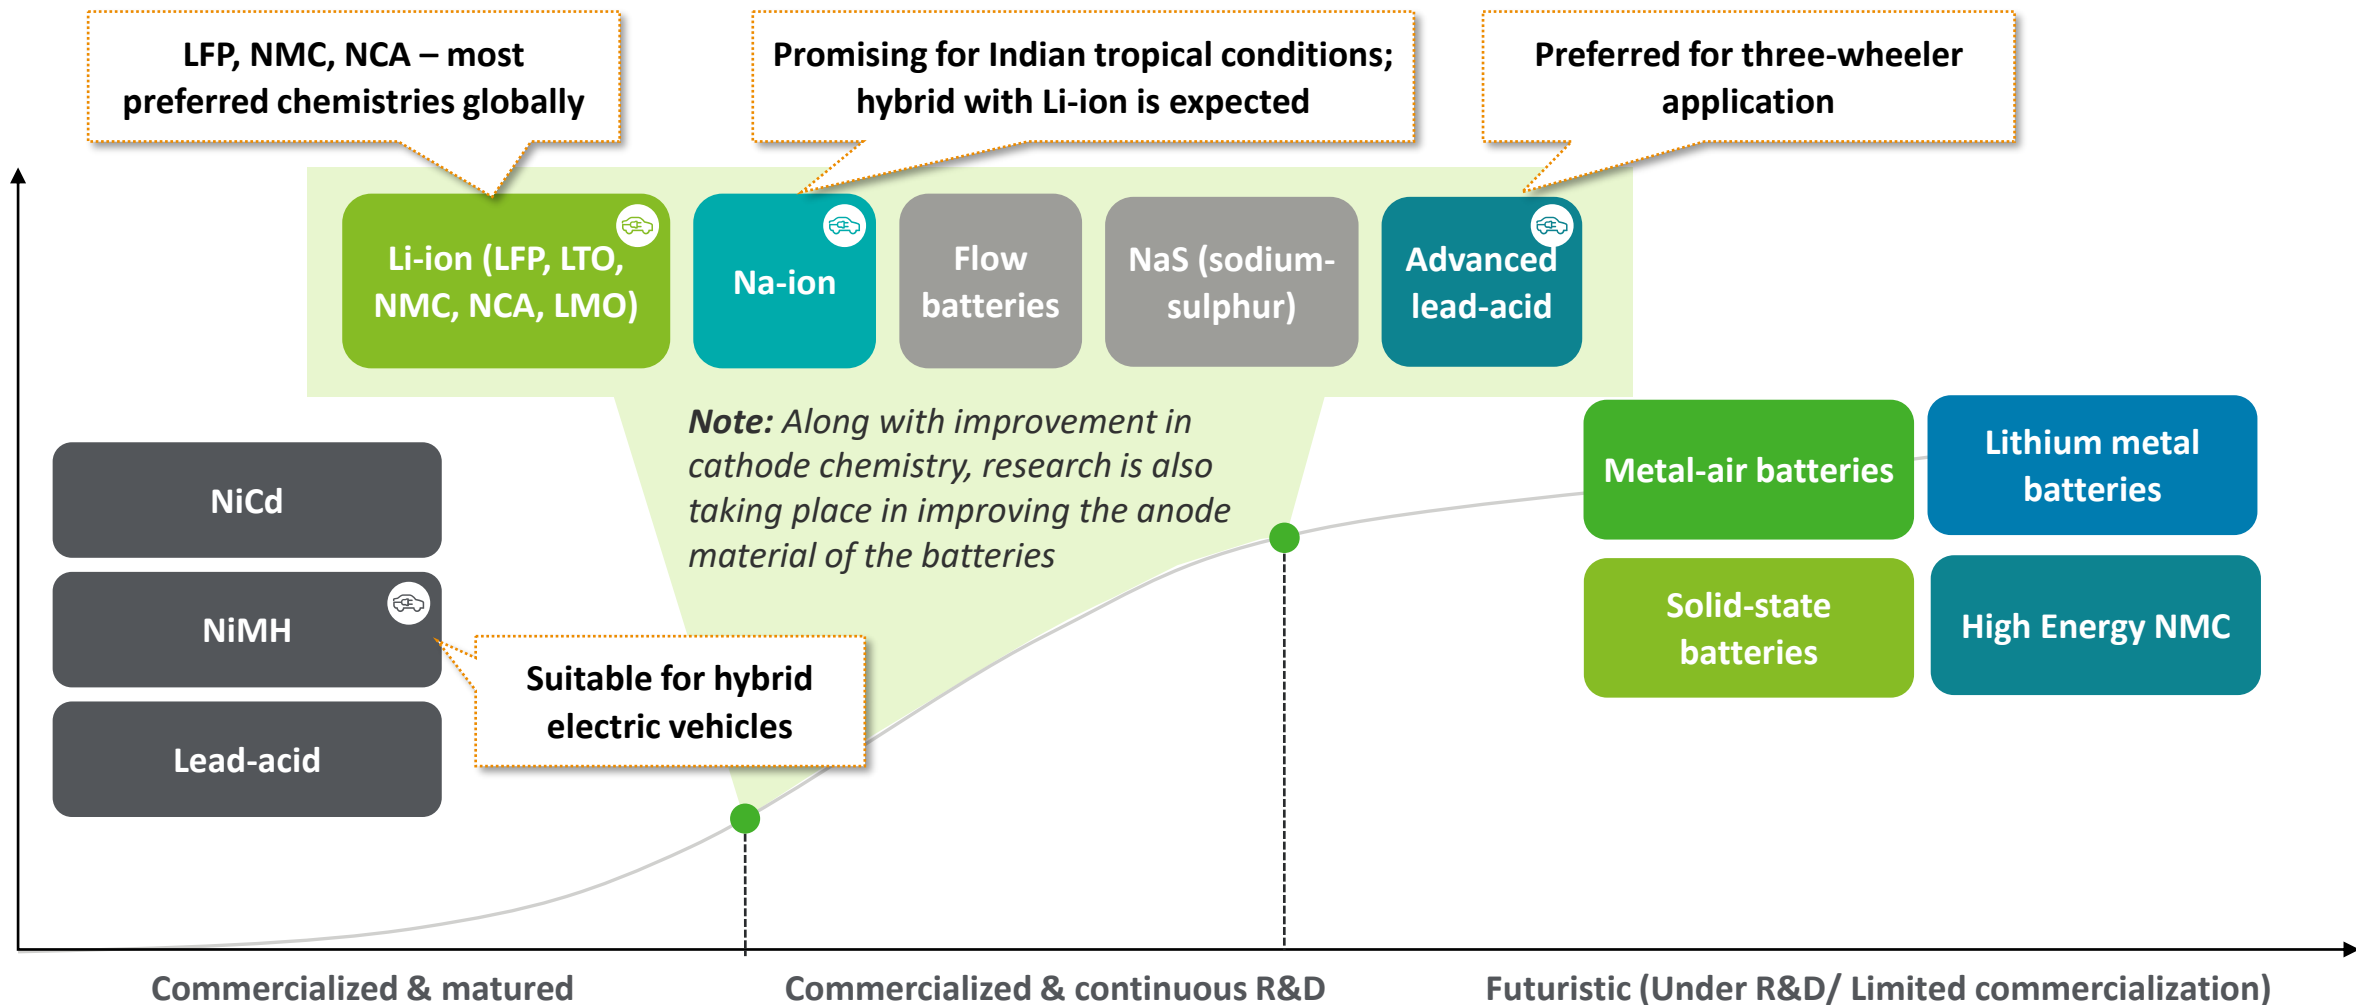 LFP, NMC, NCA – most
preferred chemistries globally
Promising for Indian tropical conditions;
hybrid with Li-ion is expected
Preferred for three-wheeler
application
Li-ion (LFP, LTO,
NMC, NCA, LMO)
Na-ion
Flow
batteries
NaS (sodium-
sulphur)
Advanced
lead-acid
Note: Along with improvement in
cathode chemistry, research is also
taking place in improving the anode
material of the batteries
NiCd
NiMH
Lead-acid
Suitable for hybrid
electric vehicles
Metal-air batteries
Lithium metal
batteries
Solid-state
batteries
High Energy NMC
Commercialized & matured
Commercialized & continuous R&D
Futuristic (Under R&D/ Limited commercialization)